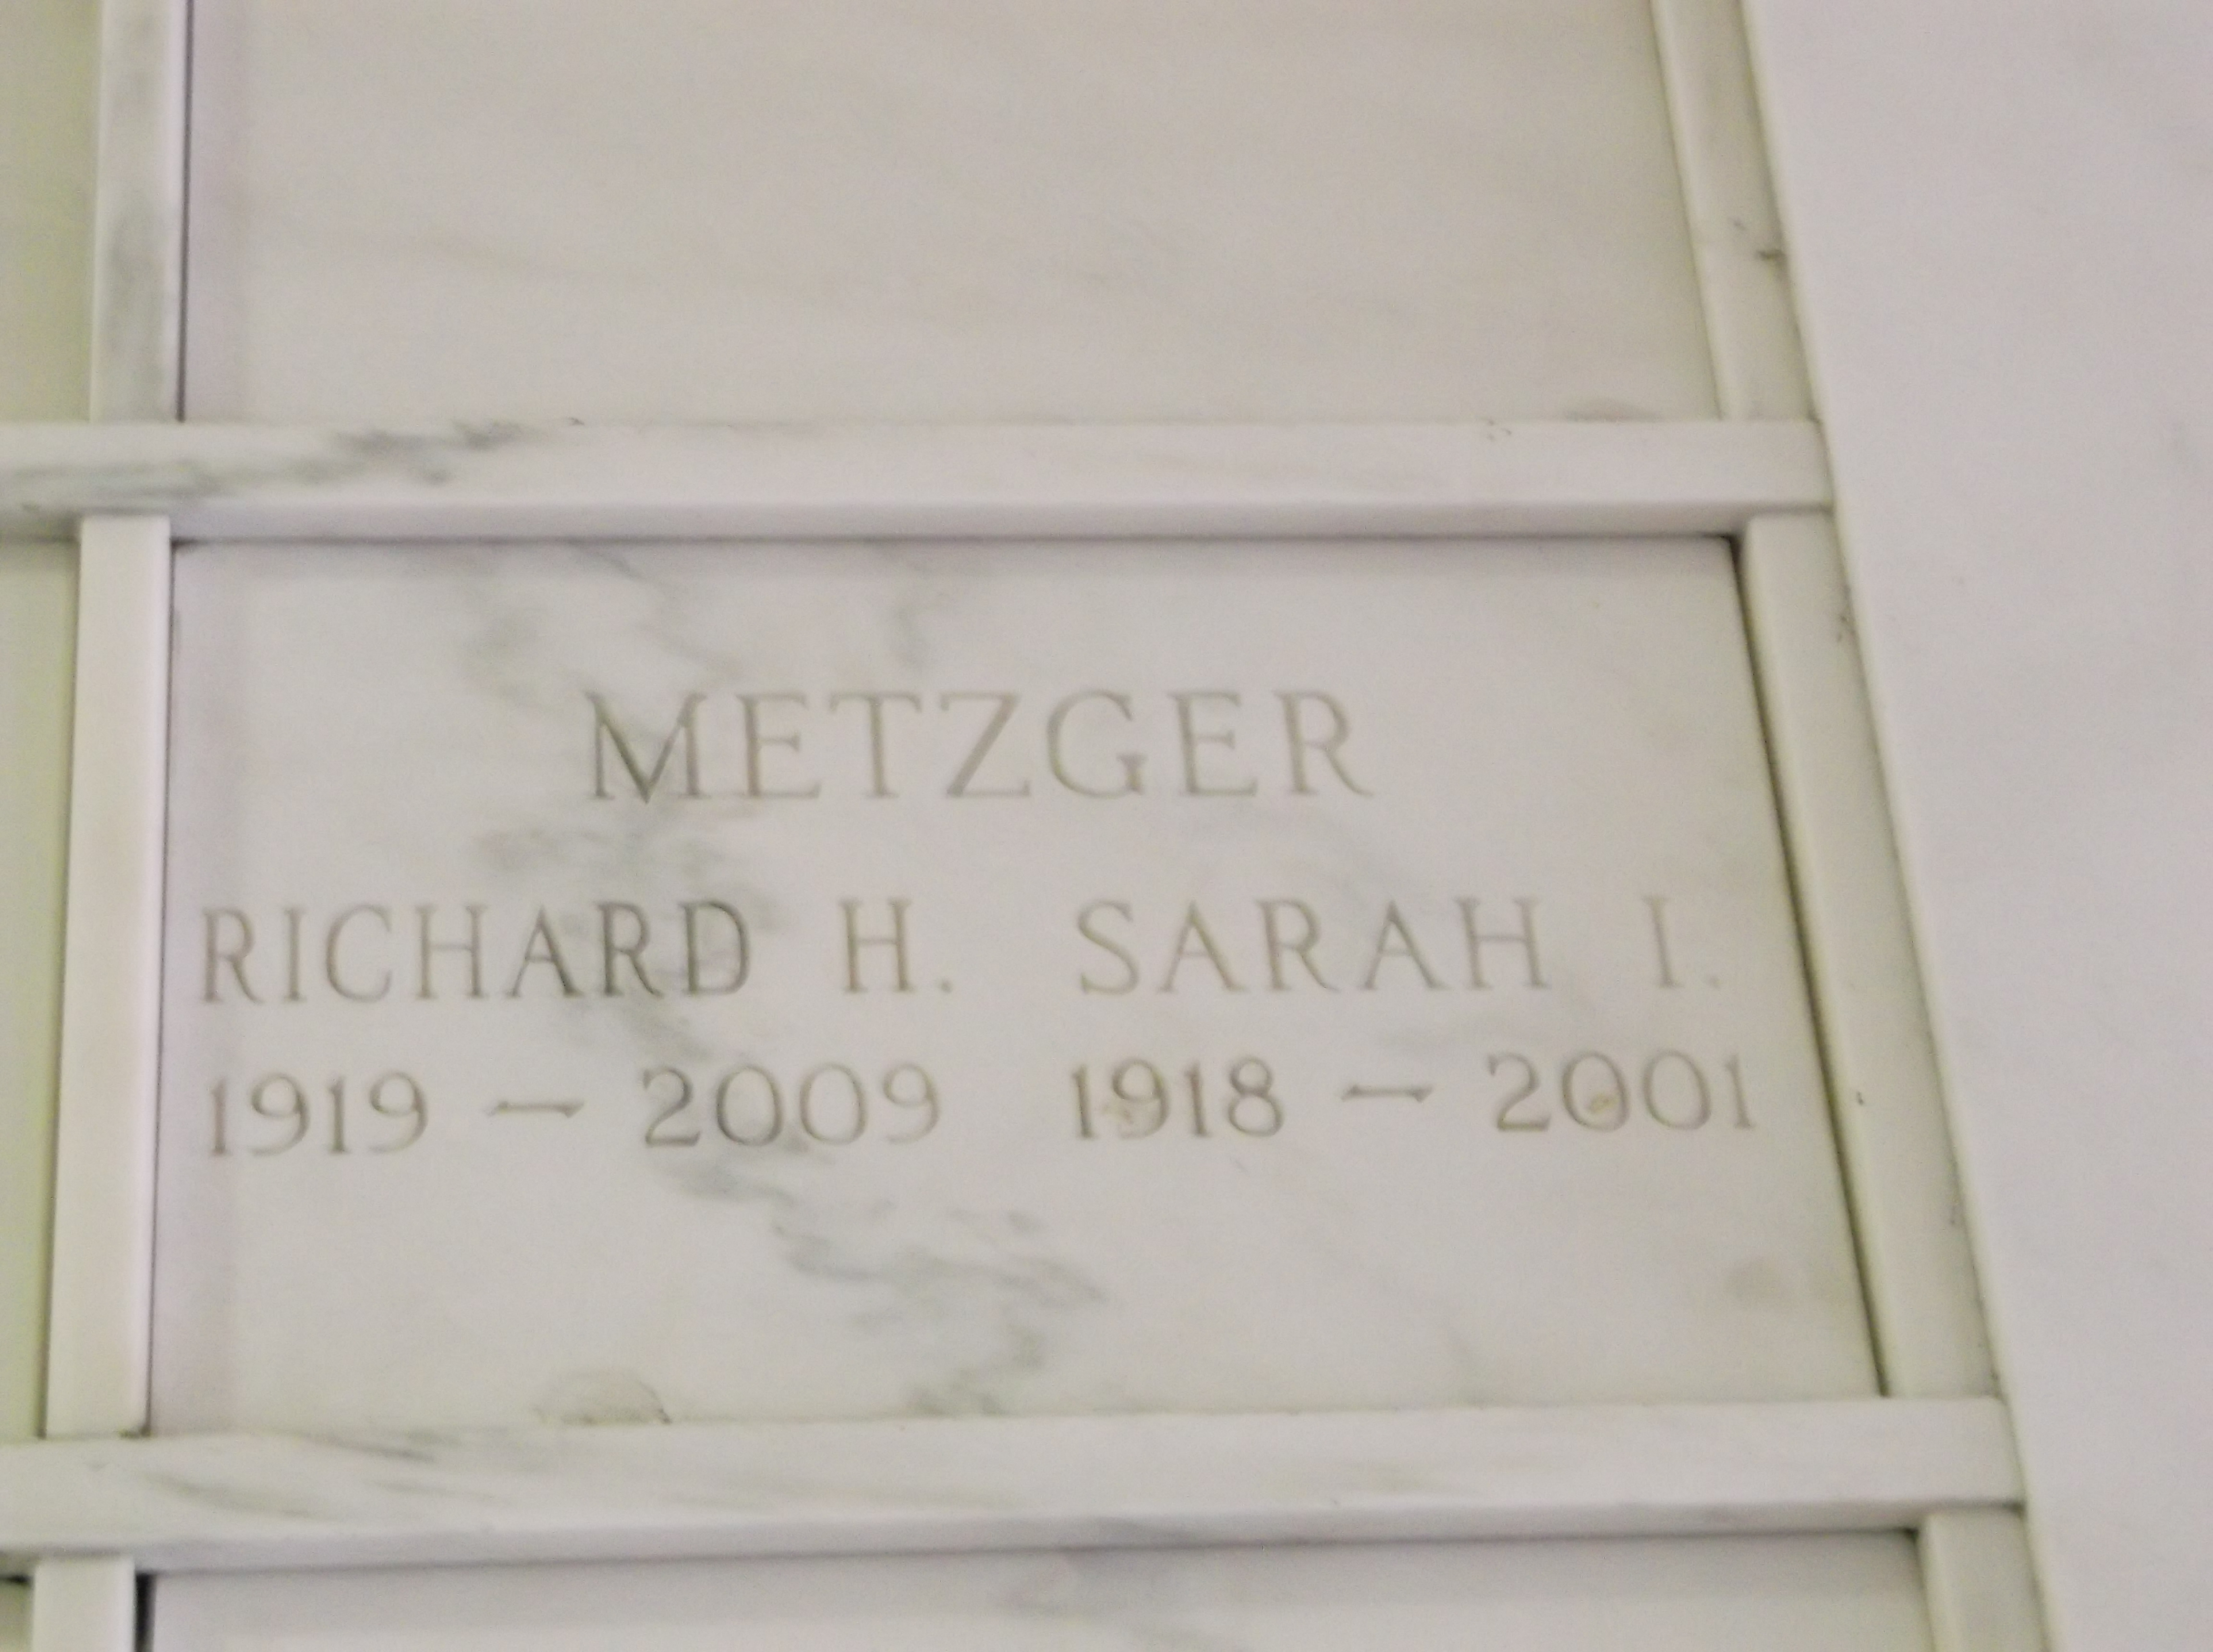 METZGER
RICHARD H. SARAH I.
1919 – 2009 1918 – 2001